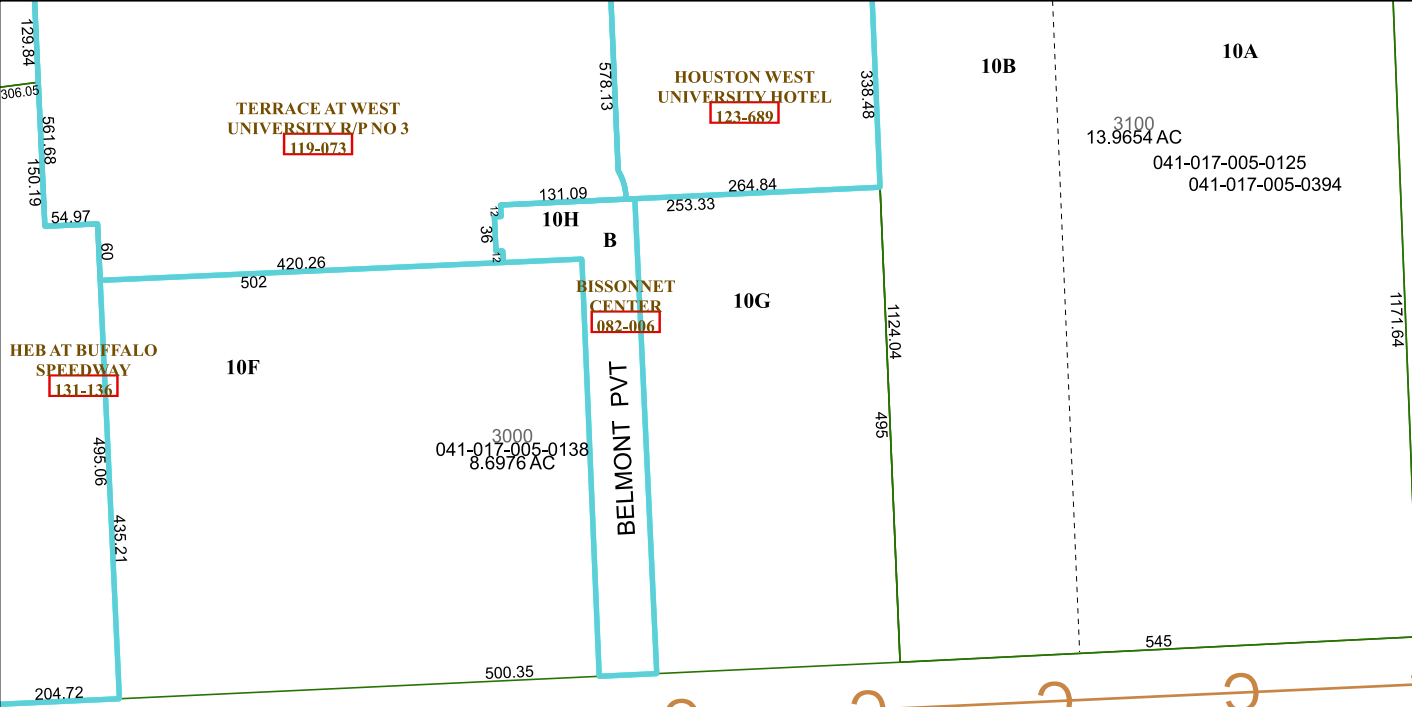 129.84
306.05
561.68
150.19
54.97
60
TERRACE AT WEST
UNIVERSITY R/P NO 3
119-073
578.13
HOUSTON WEST
UNIVERSITY HOTEL
123-689
338.48
10B
10A
3100
13.9654 AC
041-017-005-0125
041-017-005-0394
131.09
264.84
253.33
12
10H
36
B
12
420.26
502
BISSONNET
CENTER
082-006
10G
1124.04
1171.64
HEB AT BUFFALO
SPEEDWAY
131-136
10F
BELMONT PVT
495
3000
041-017-005-0138
8.6976 AC
495.06
435.21
545
500.35
204.72